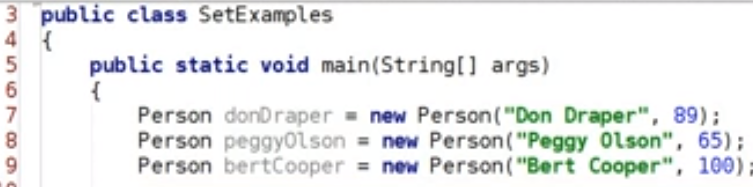 3 public class SetExamples
4 {
5 public static void main(String[] args)
6 {
7 Person donDraper = new Person("Don Draper", 89);
8 Person peggyOlson = new Person("Peggy Olson", 65);
9 Person bertCooper = new Person("Bert Cooper", 100);